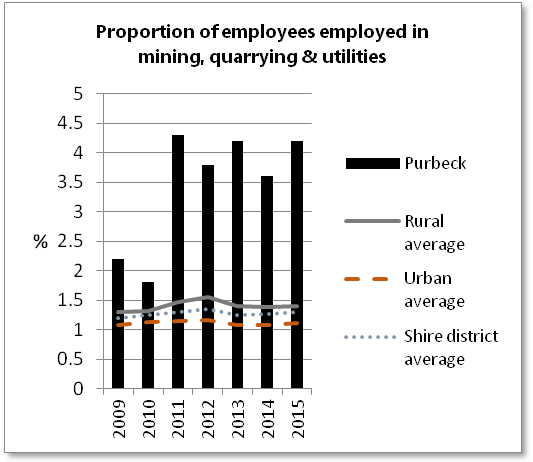 Proportion of employees employed in
mining, quarrying & utilities
5
4.5
4
3.5
3
2.5
2
1.5
1
0.5
0
%
2009
2010
2011
2012
2013
2014
2015
Purbeck
Rural
average
Urban
average
Shire district
average